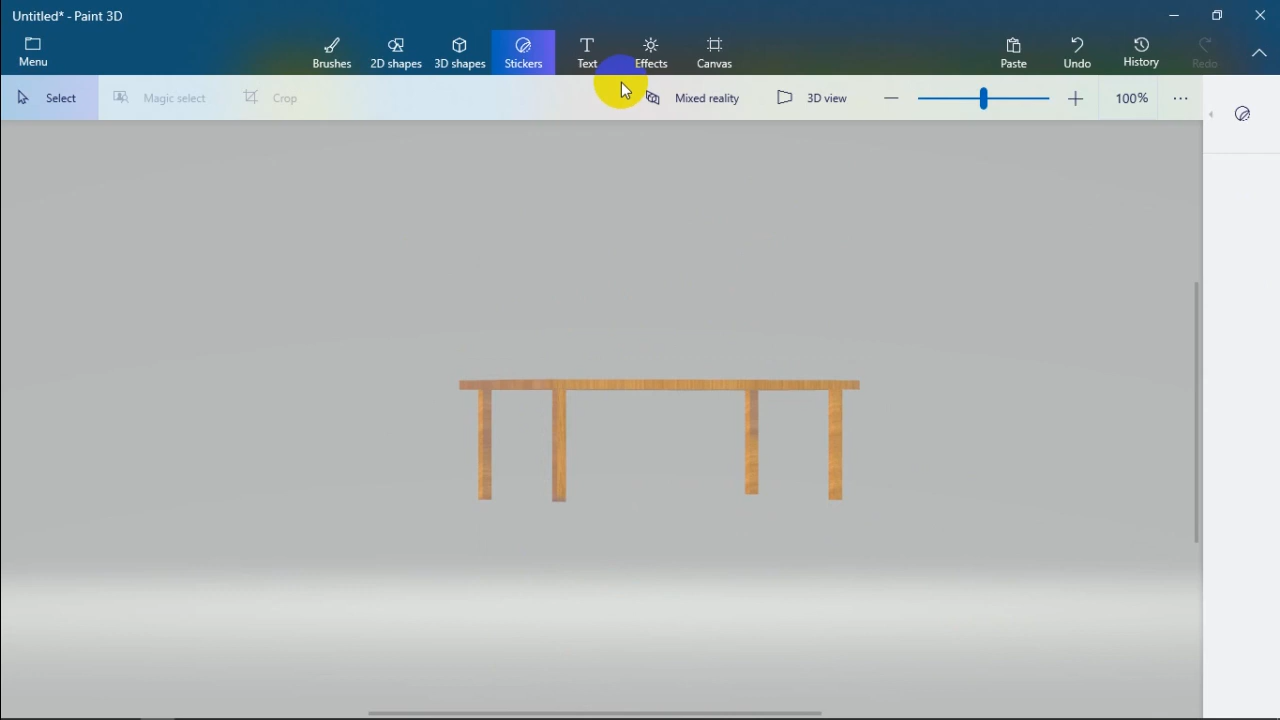 Untitled* - Paint 3D
Menu
Brushes
2D shapes
3D shapes
Stickers
Text
Effects
Canvas
Paste
Undo
History
Redo
Select
Magic select
Crop
Mixed reality
3D view
100%